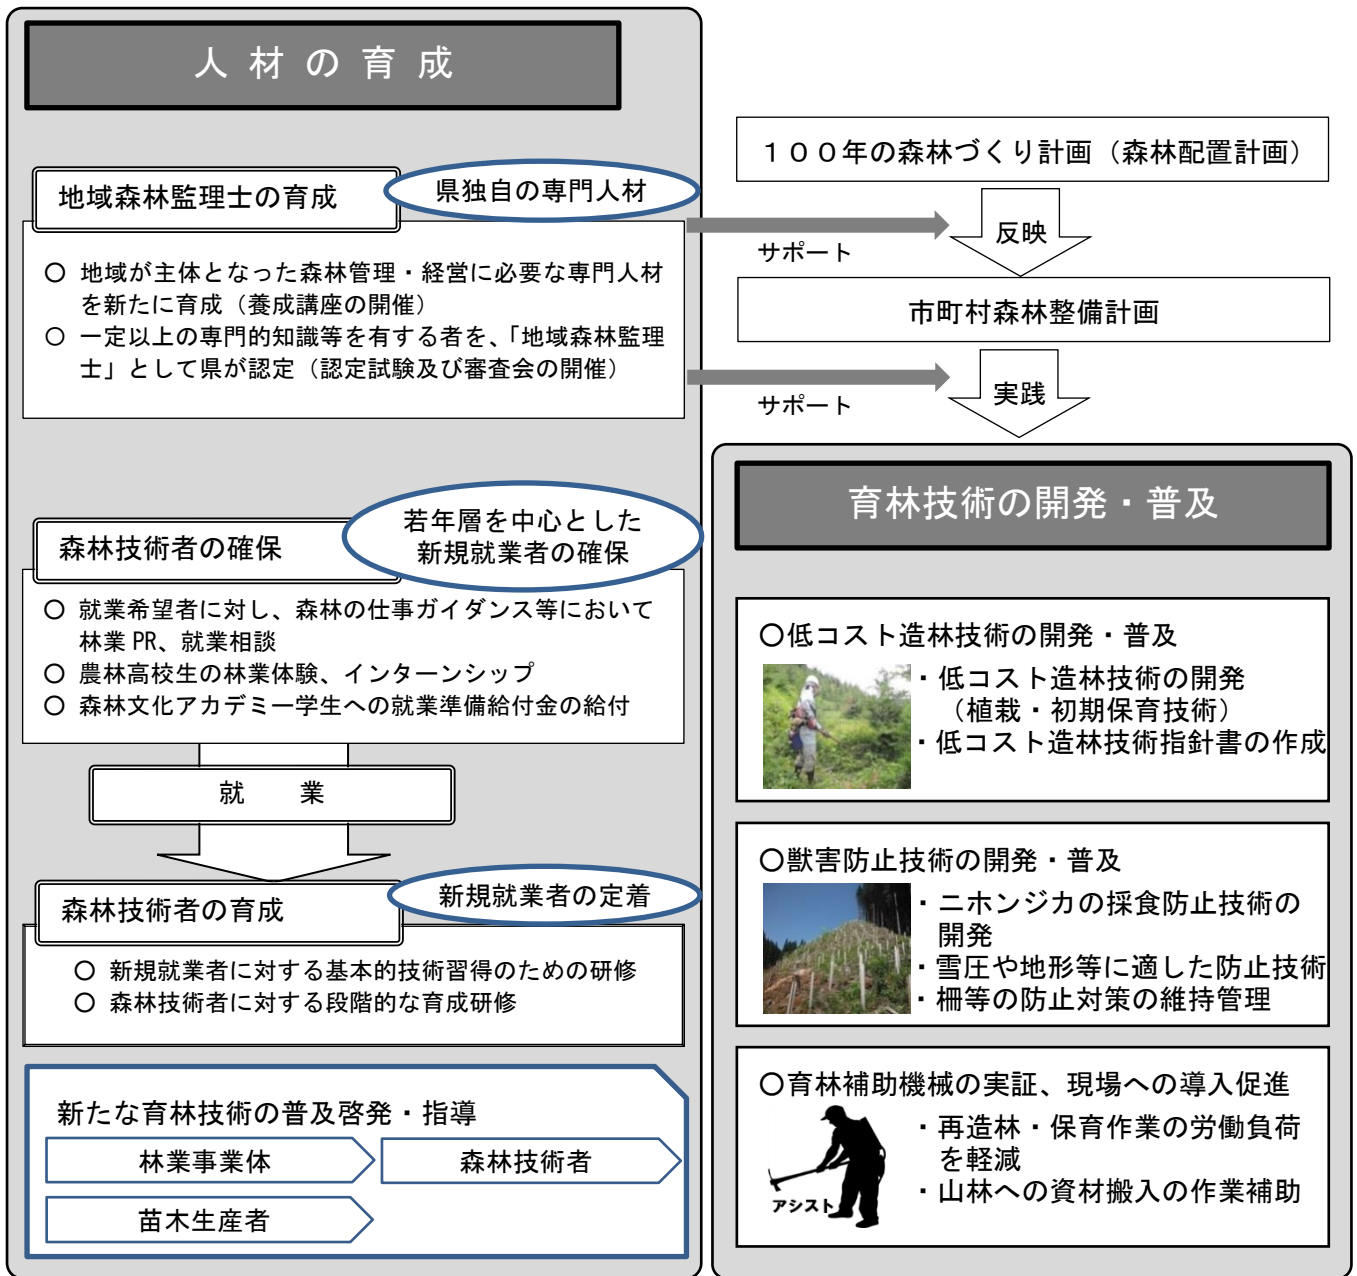 人材の育成
地域森林監理士の育成
県独自の専門人材
○ 地域が主体となった森林管理・経営に必要な専門人材
を新たに育成（養成講座の開催）
○ 一定以上の専門的知識等を有する者を、「地域森林監理
士」として県が認定（認定試験及び審査会の開催）
サポート
サポート
森林技術者の確保
若年層を中心とした
新規就業者の確保
○ 就業希望者に対し、森林の仕事ガイダンス等において
林業 PR、就業相談
○ 農林高校生の林業体験、インターンシップ
○ 森林文化アカデミー学生への就業準備給付金の給付
就　業
森林技術者の育成
新規就業者の定着
○ 新規就業者に対する基本的技術習得のための研修
○ 森林技術者に対する段階的な育成研修
新たな育林技術の普及啓発・指導
林業事業体
森林技術者
苗木生産者
１００年の森林づくり計画（森林配置計画）
反映
市町村森林整備計画
実践
育林技術の開発・普及
○低コスト造林技術の開発・普及
・低コスト造林技術の開発
（植栽・初期保育技術）
・低コスト造林技術指針書の作成
○獣害防止技術の開発・普及
・ニホンジカの採食防止技術の
開発
・雪圧や地形等に適した防止技術
・柵等の防止対策の維持管理
○育林補助機械の実証、現場への導入促進
・再造林・保育作業の労働負荷
を軽減
・山林への資材搬入の作業補助
アシスト